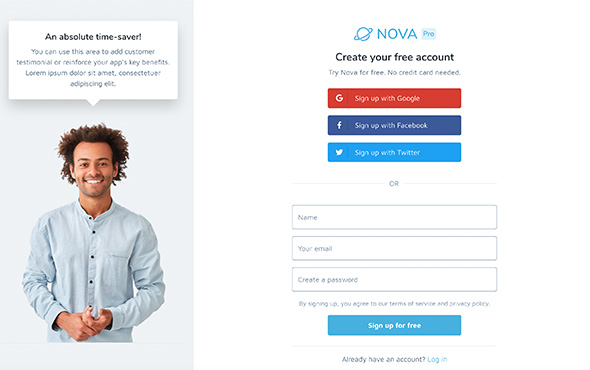 An absolute time-saver!
You can use this area to add customer
testimonial or reinforce your app's key benefits.
Lorem ipsum dolor sit amet, consectetuer
adipiscing elit.
NOVA Pro
Create your free account
Try Nova for free. No credit card needed.
G Sign up with Google
f Sign up with Facebook
Sign up with Twitter
OR
Name
Your email
Create a password
By signing up, you agree to our terms of service and privacy policy.
Sign up for free
Already have an account? Log in